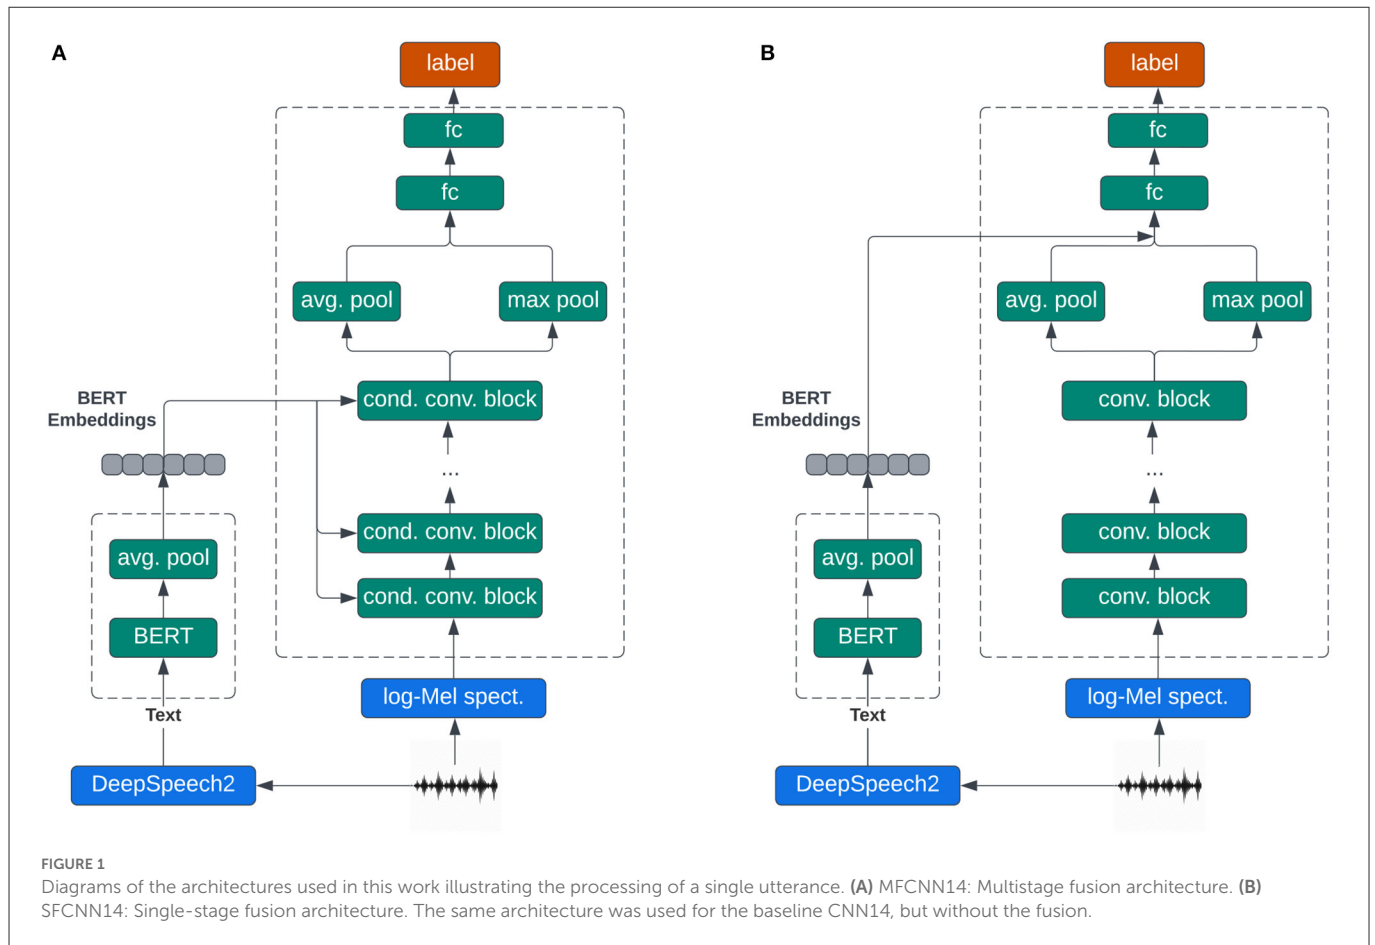 A
label
fc
fc
avg. pool
max pool
BERT
Embeddings
cond. conv. block
...
cond. conv. block
avg. pool
cond. conv. block
BERT
log-Mel spect.
Text
DeepSpeech2
B
label
fc
fc
avg. pool
max pool
BERT
Embeddings
conv. block
...
conv. block
avg. pool
conv. block
BERT
log-Mel spect.
Text
DeepSpeech2
FIGURE 1
Diagrams of the architectures used in this work illustrating the processing of a single utterance. (A) MFCNN14: Multistage fusion architecture. (B)
SFCNN14: Single-stage fusion architecture. The same architecture was used for the baseline CNN14, but without the fusion.